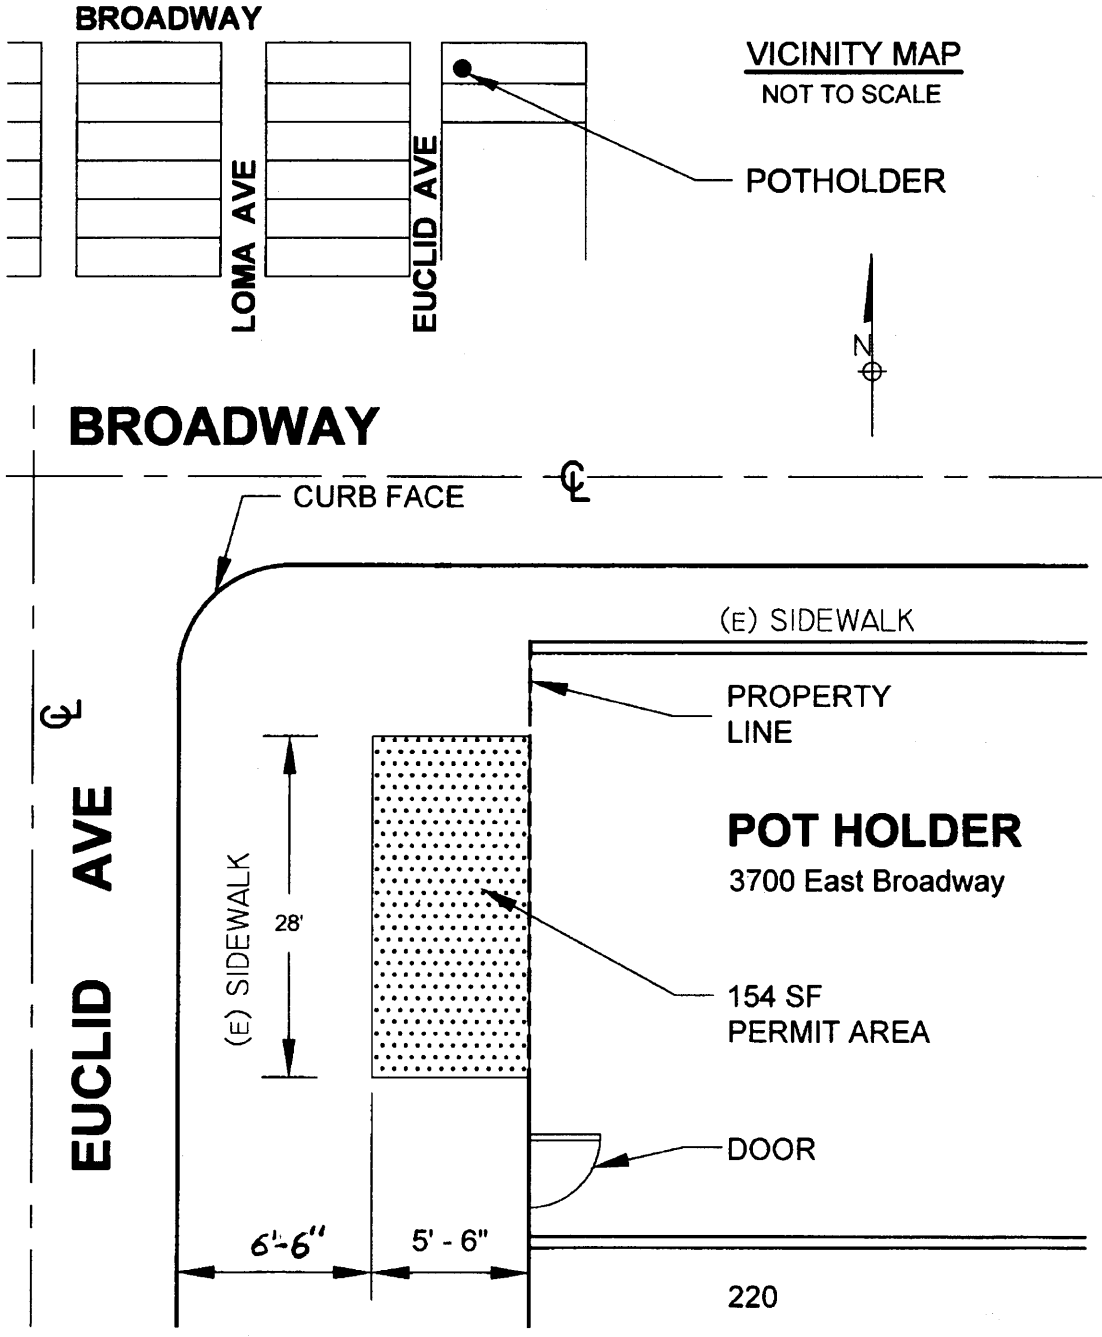 BROADWAY
VICINITY MAP
NOT TO SCALE
LOMA AVE
EUCLID AVE
POTHOLDER
N
BROADWAY
℄
CURB FACE
(E) SIDEWALK
℄
PROPERTY
LINE
EUCLID AVE
POT HOLDER
3700 East Broadway
(E) SIDEWALK
28'
154 SF
PERMIT AREA
DOOR
6'-6"
5' - 6"
220